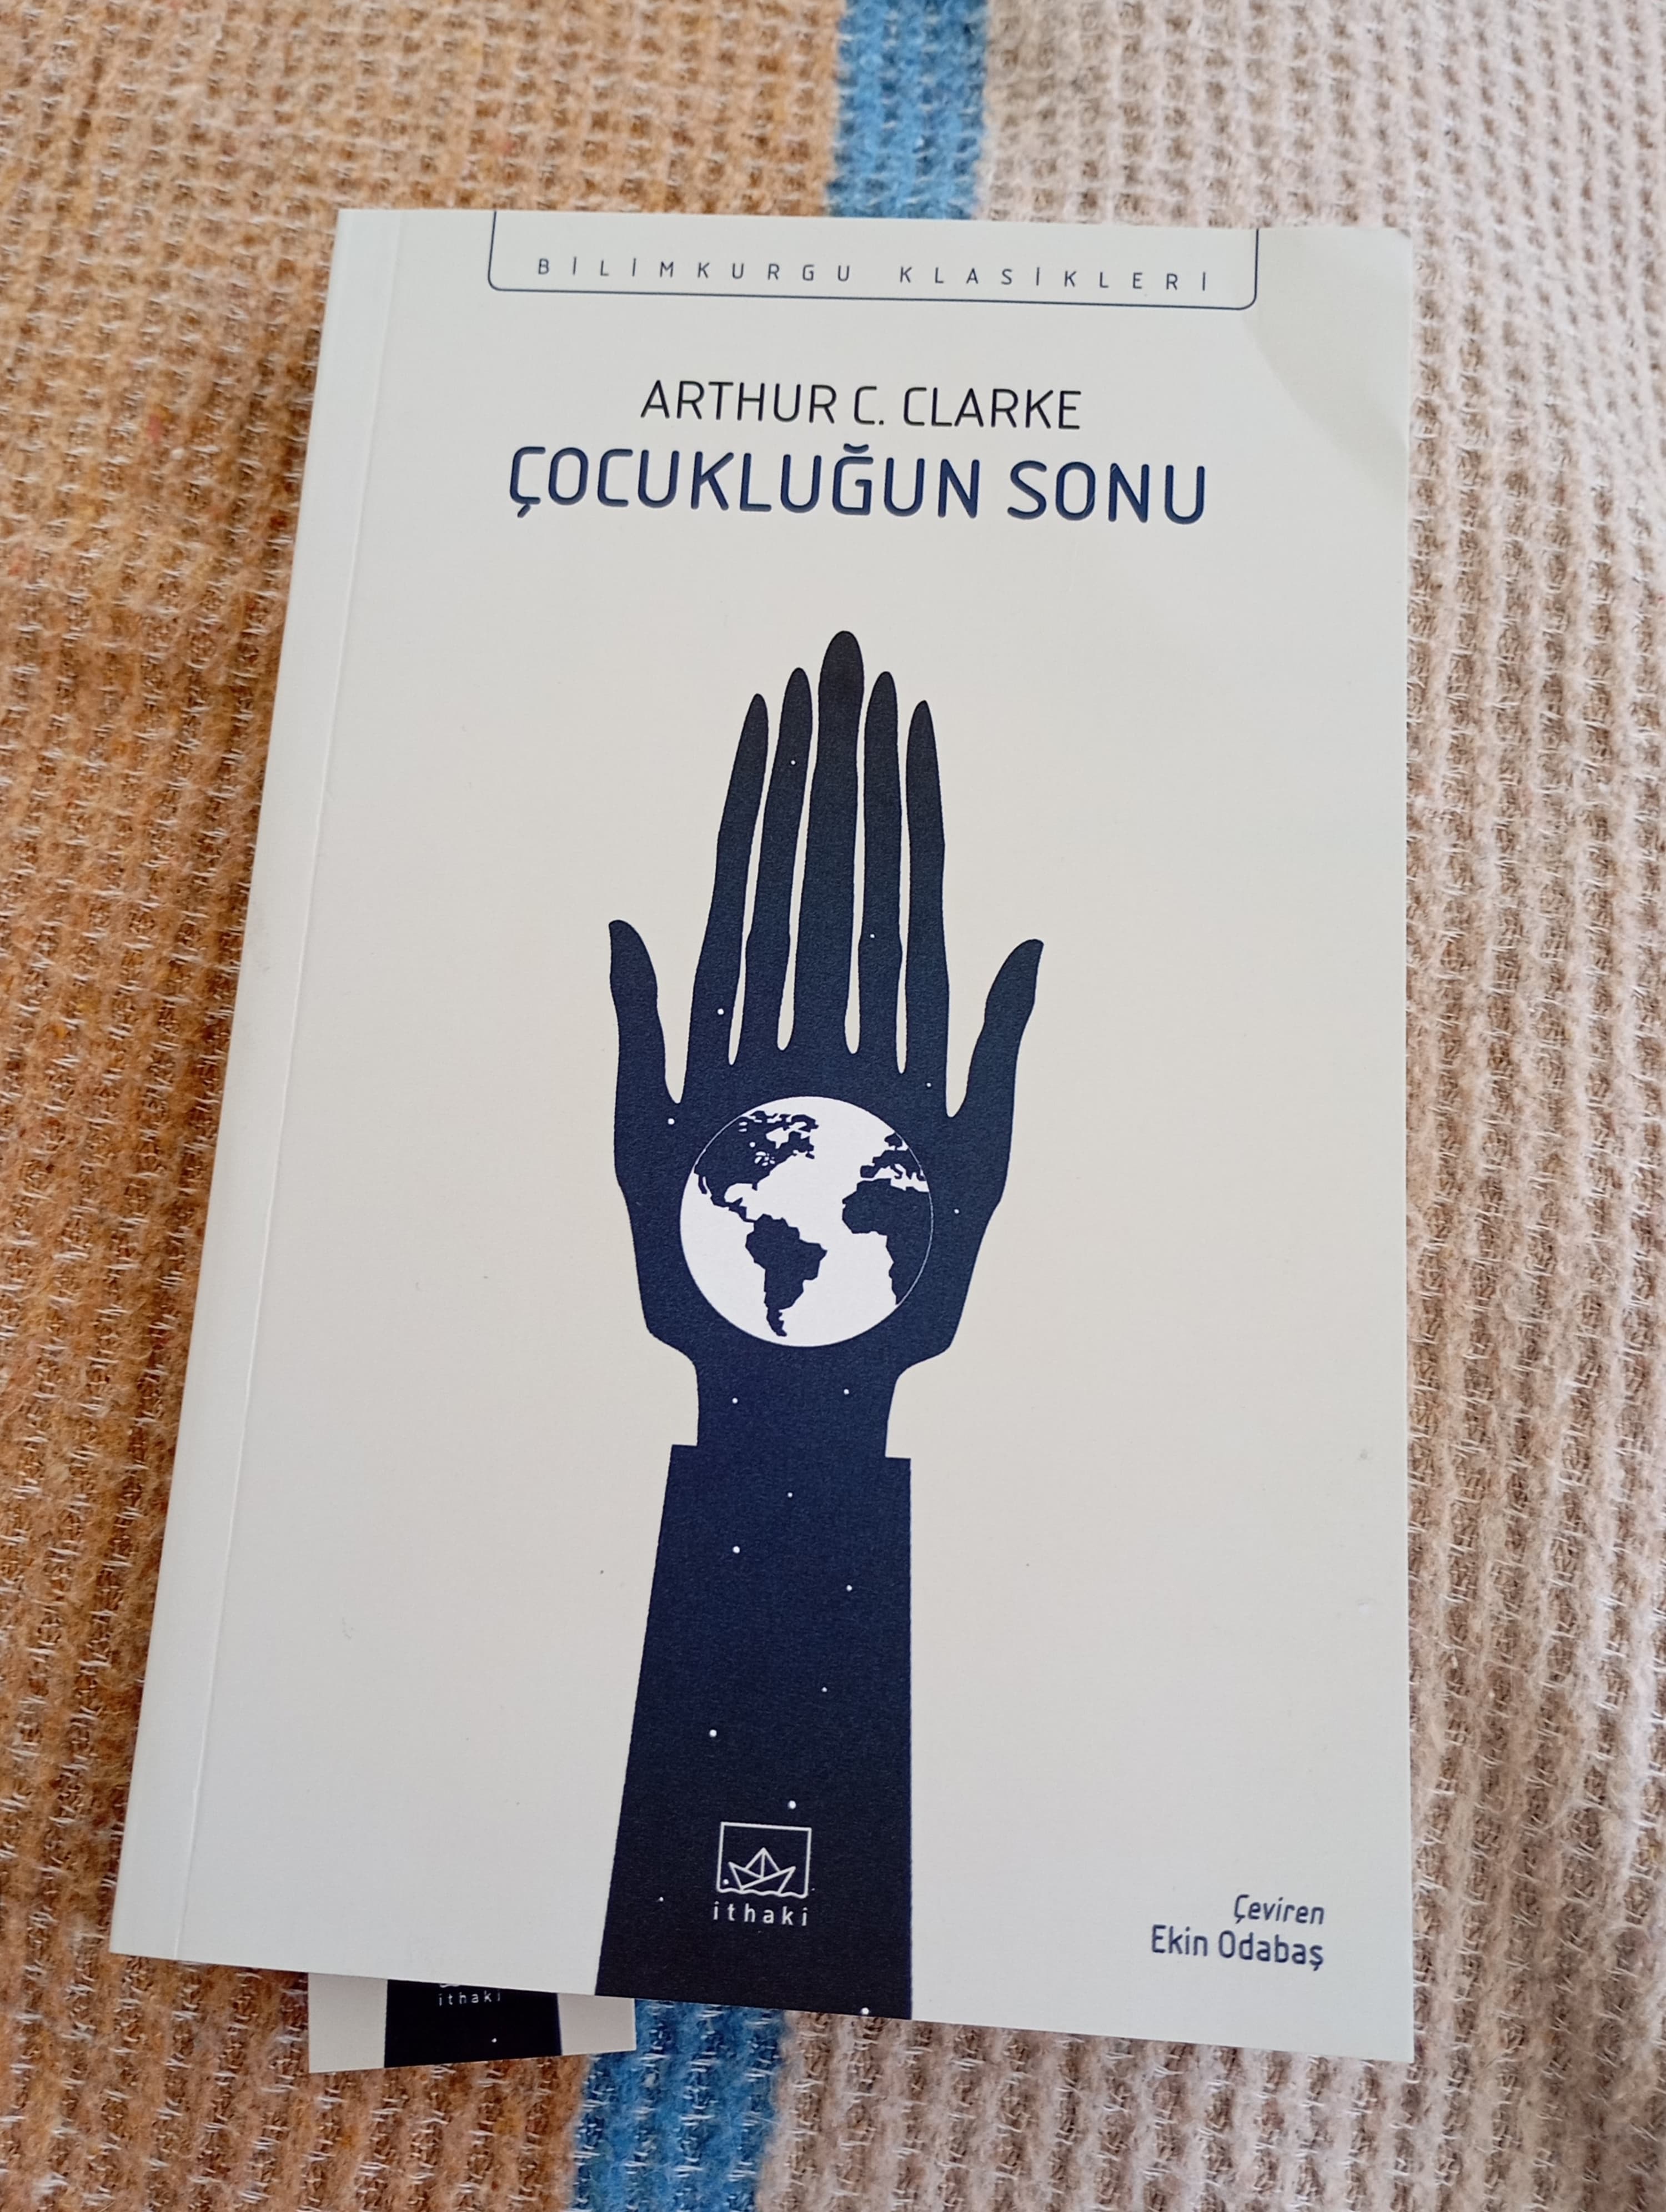 BİLİMKURGU KLASİKLERİ
ARTHUR C. CLARKE
ÇOCUKLUĞUN SONU
ithaki
Çeviren
Ekin Odabaş
ithaki